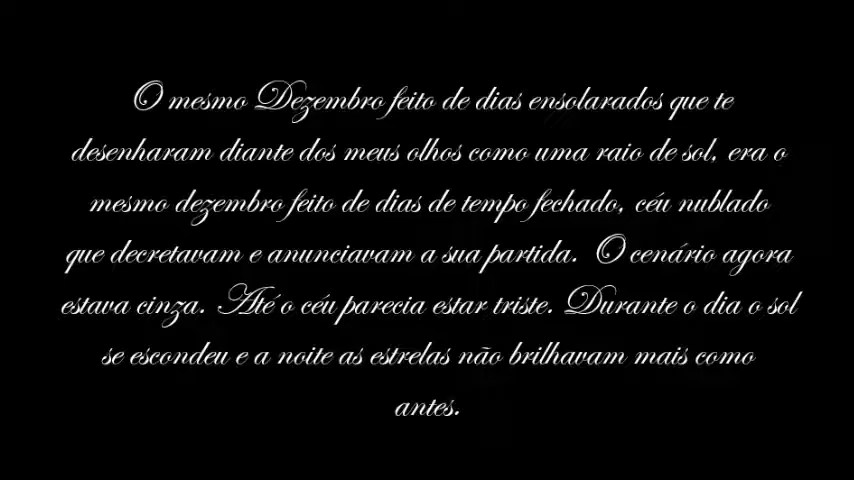 O mesmo Dezembro feito de dias ensolarados que te
desenharam diante dos meus olhos como uma raio de sol, era o
mesmo dezembro feito de dias de tempo fechado, céu nublado
que decretavam e anunciavam a sua partida. O cenário agora
estava cinza. Até o céu parecia estar triste. Durante o dia o sol
se escondeu e a noite as estrelas não brilhavam mais como
antes.